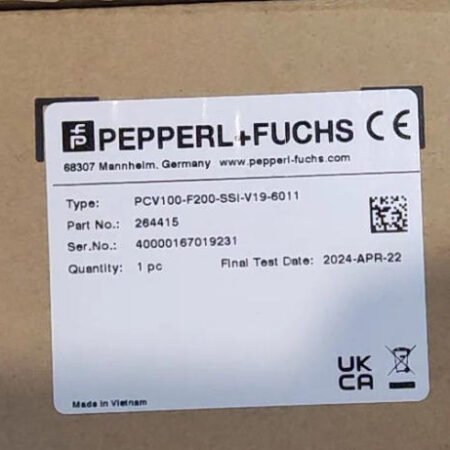 PEPPERL+FUCHS CE
68307 Mannheim, Germany www.pepperl-fuchs.com
Type: PCV100-F200-SSI-V19-6011
Part No.: 264415
Ser.No.: 40000167019231
Quantity: 1 pc Final Test Date: 2024-APR-22
UK
CA
Made in Vietnam